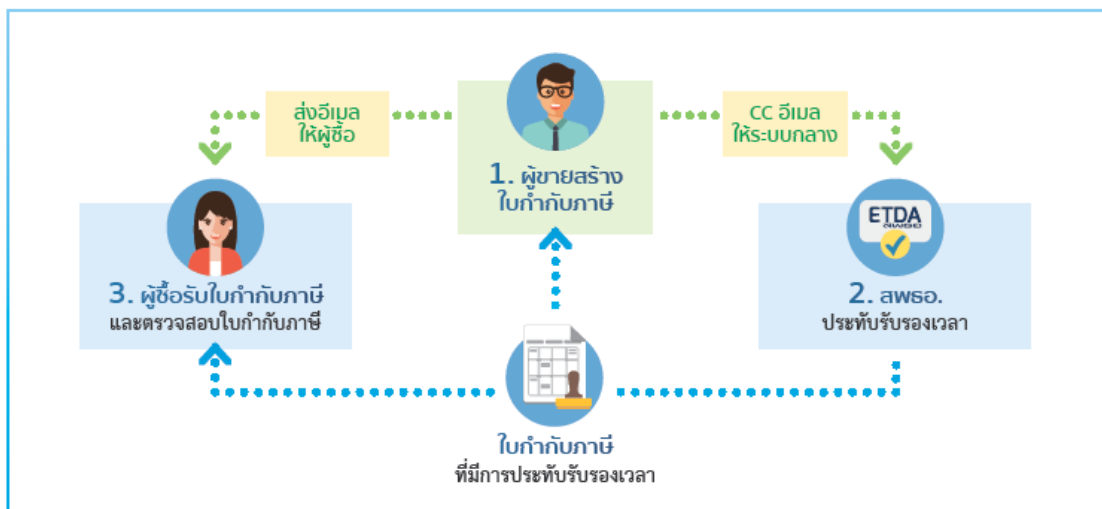 ส่งอีเมล
ให้ผู้ซื้อ
CC อีเมล
ให้ระบบกลาง
1. ผู้ขายสร้าง
ใบกำกับภาษี
ETDA
สพธอ
3. ผู้ซื้อรับใบกำกับภาษี
และตรวจสอบใบกำกับภาษี
2. สพธอ.
ประทับรับรองเวลา
ใบกำกับภาษี
ที่มีการประทับรับรองเวลา